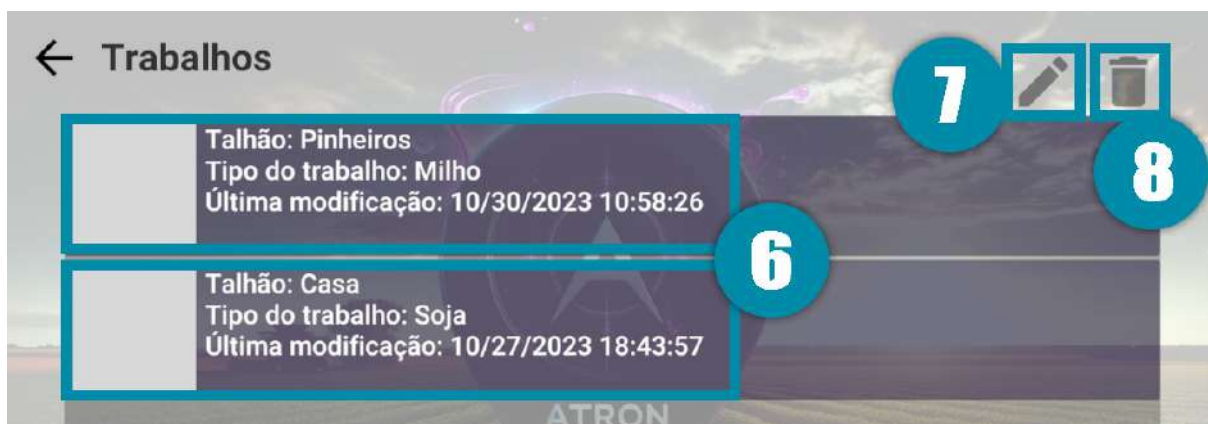 Trabalhos
7
8
Talhão: Pinheiros
Tipo do trabalho: Milho
Última modificação: 10/30/2023 10:58:26
6
Talhão: Casa
Tipo do trabalho: Soja
Última modificação: 10/27/2023 18:43:57
ATRON